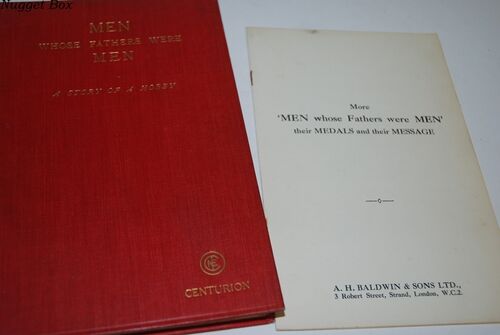 Nugget Box
MEN
WHOSE FATHERS WERE
MEN
A STORY OF A HOBBY
CENTURION
More
'MEN whose Fathers were MEN'
their MEDALS and their MESSAGE
A. H. BALDWIN & SONS LTD.,
3 Robert Street, Strand, London, W.C.2.